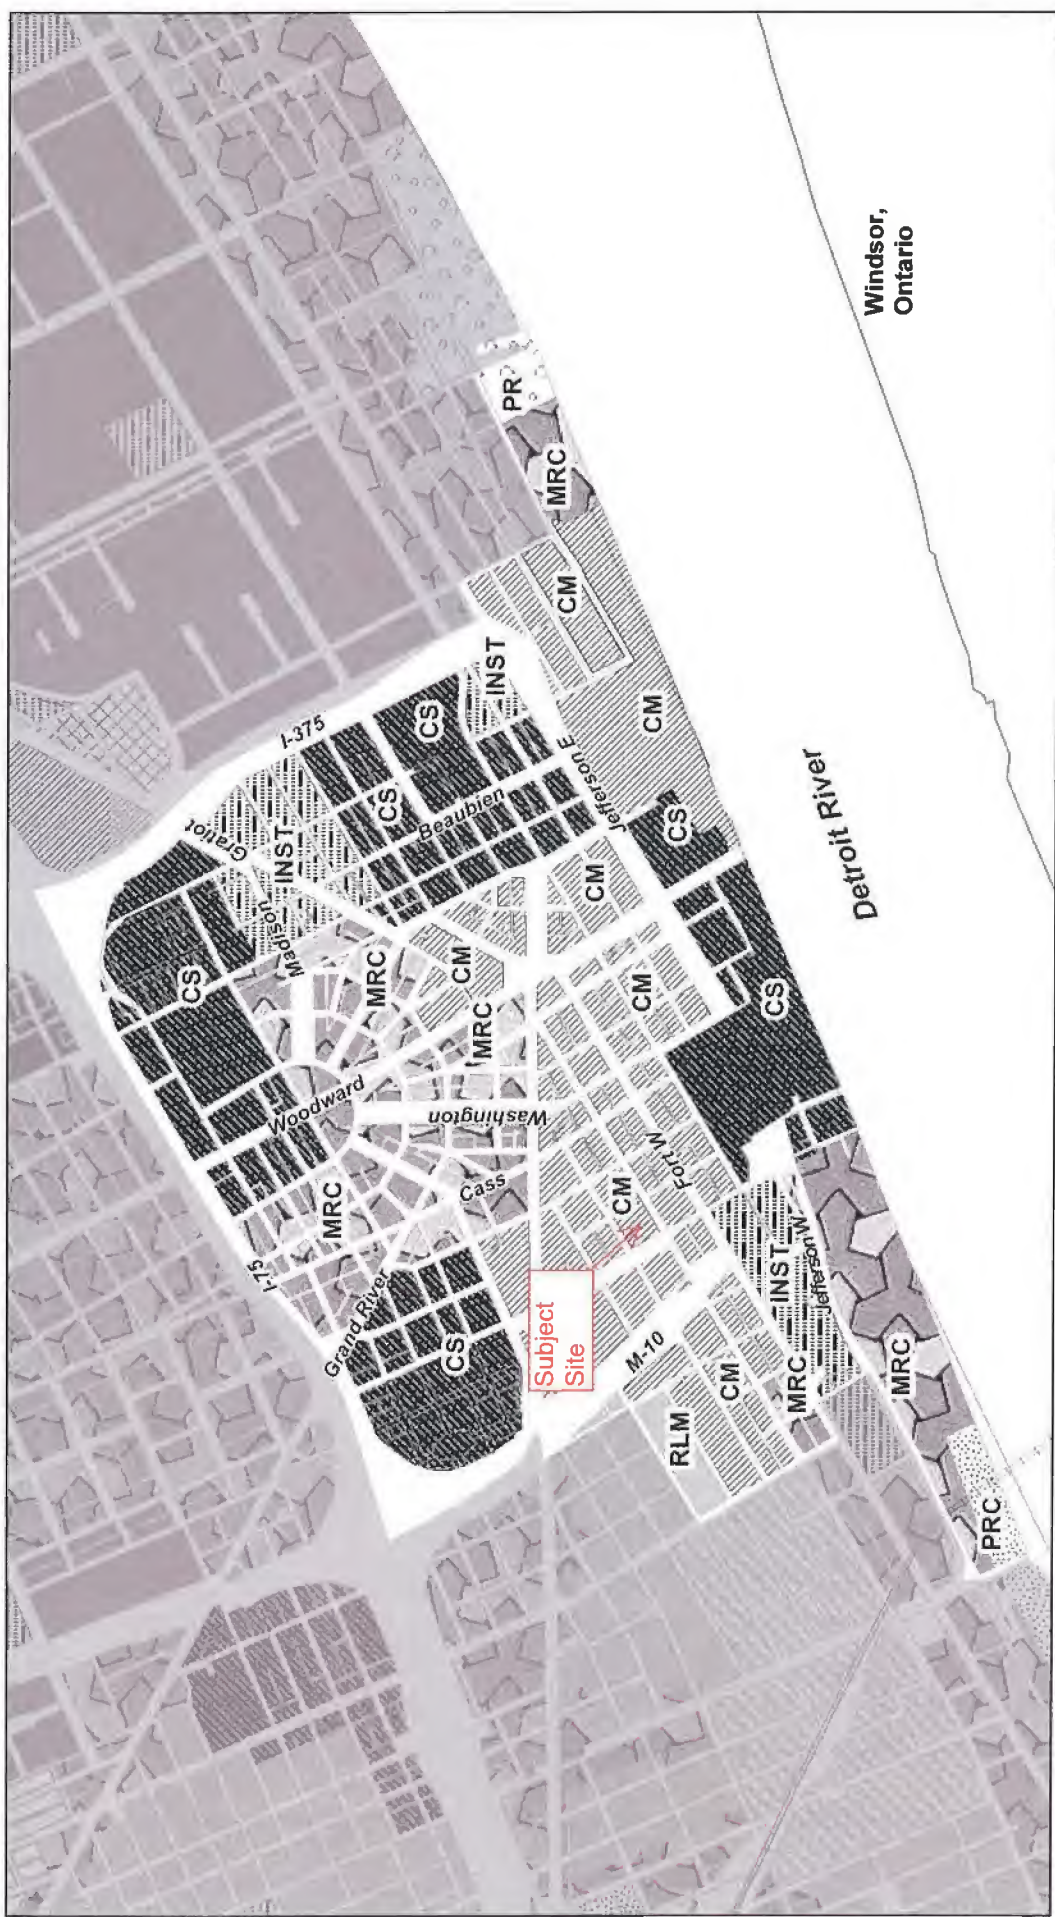 I-75
CS
Gratiot
I-375
Madison
INST
Woodward
MRC
MRC
Grand River
CS
Beaubien
CS
CS
INST
Cass
Washington
MRC
CM
CM
Jefferson E
CM
CM
PR
MRC
Subject
Site
CM
CM
CS
M-10
Fort W
RLM
CM
CS
INST
MRC
Jefferson W
MRC
PRC
Detroit River
Windsor,
Ontario